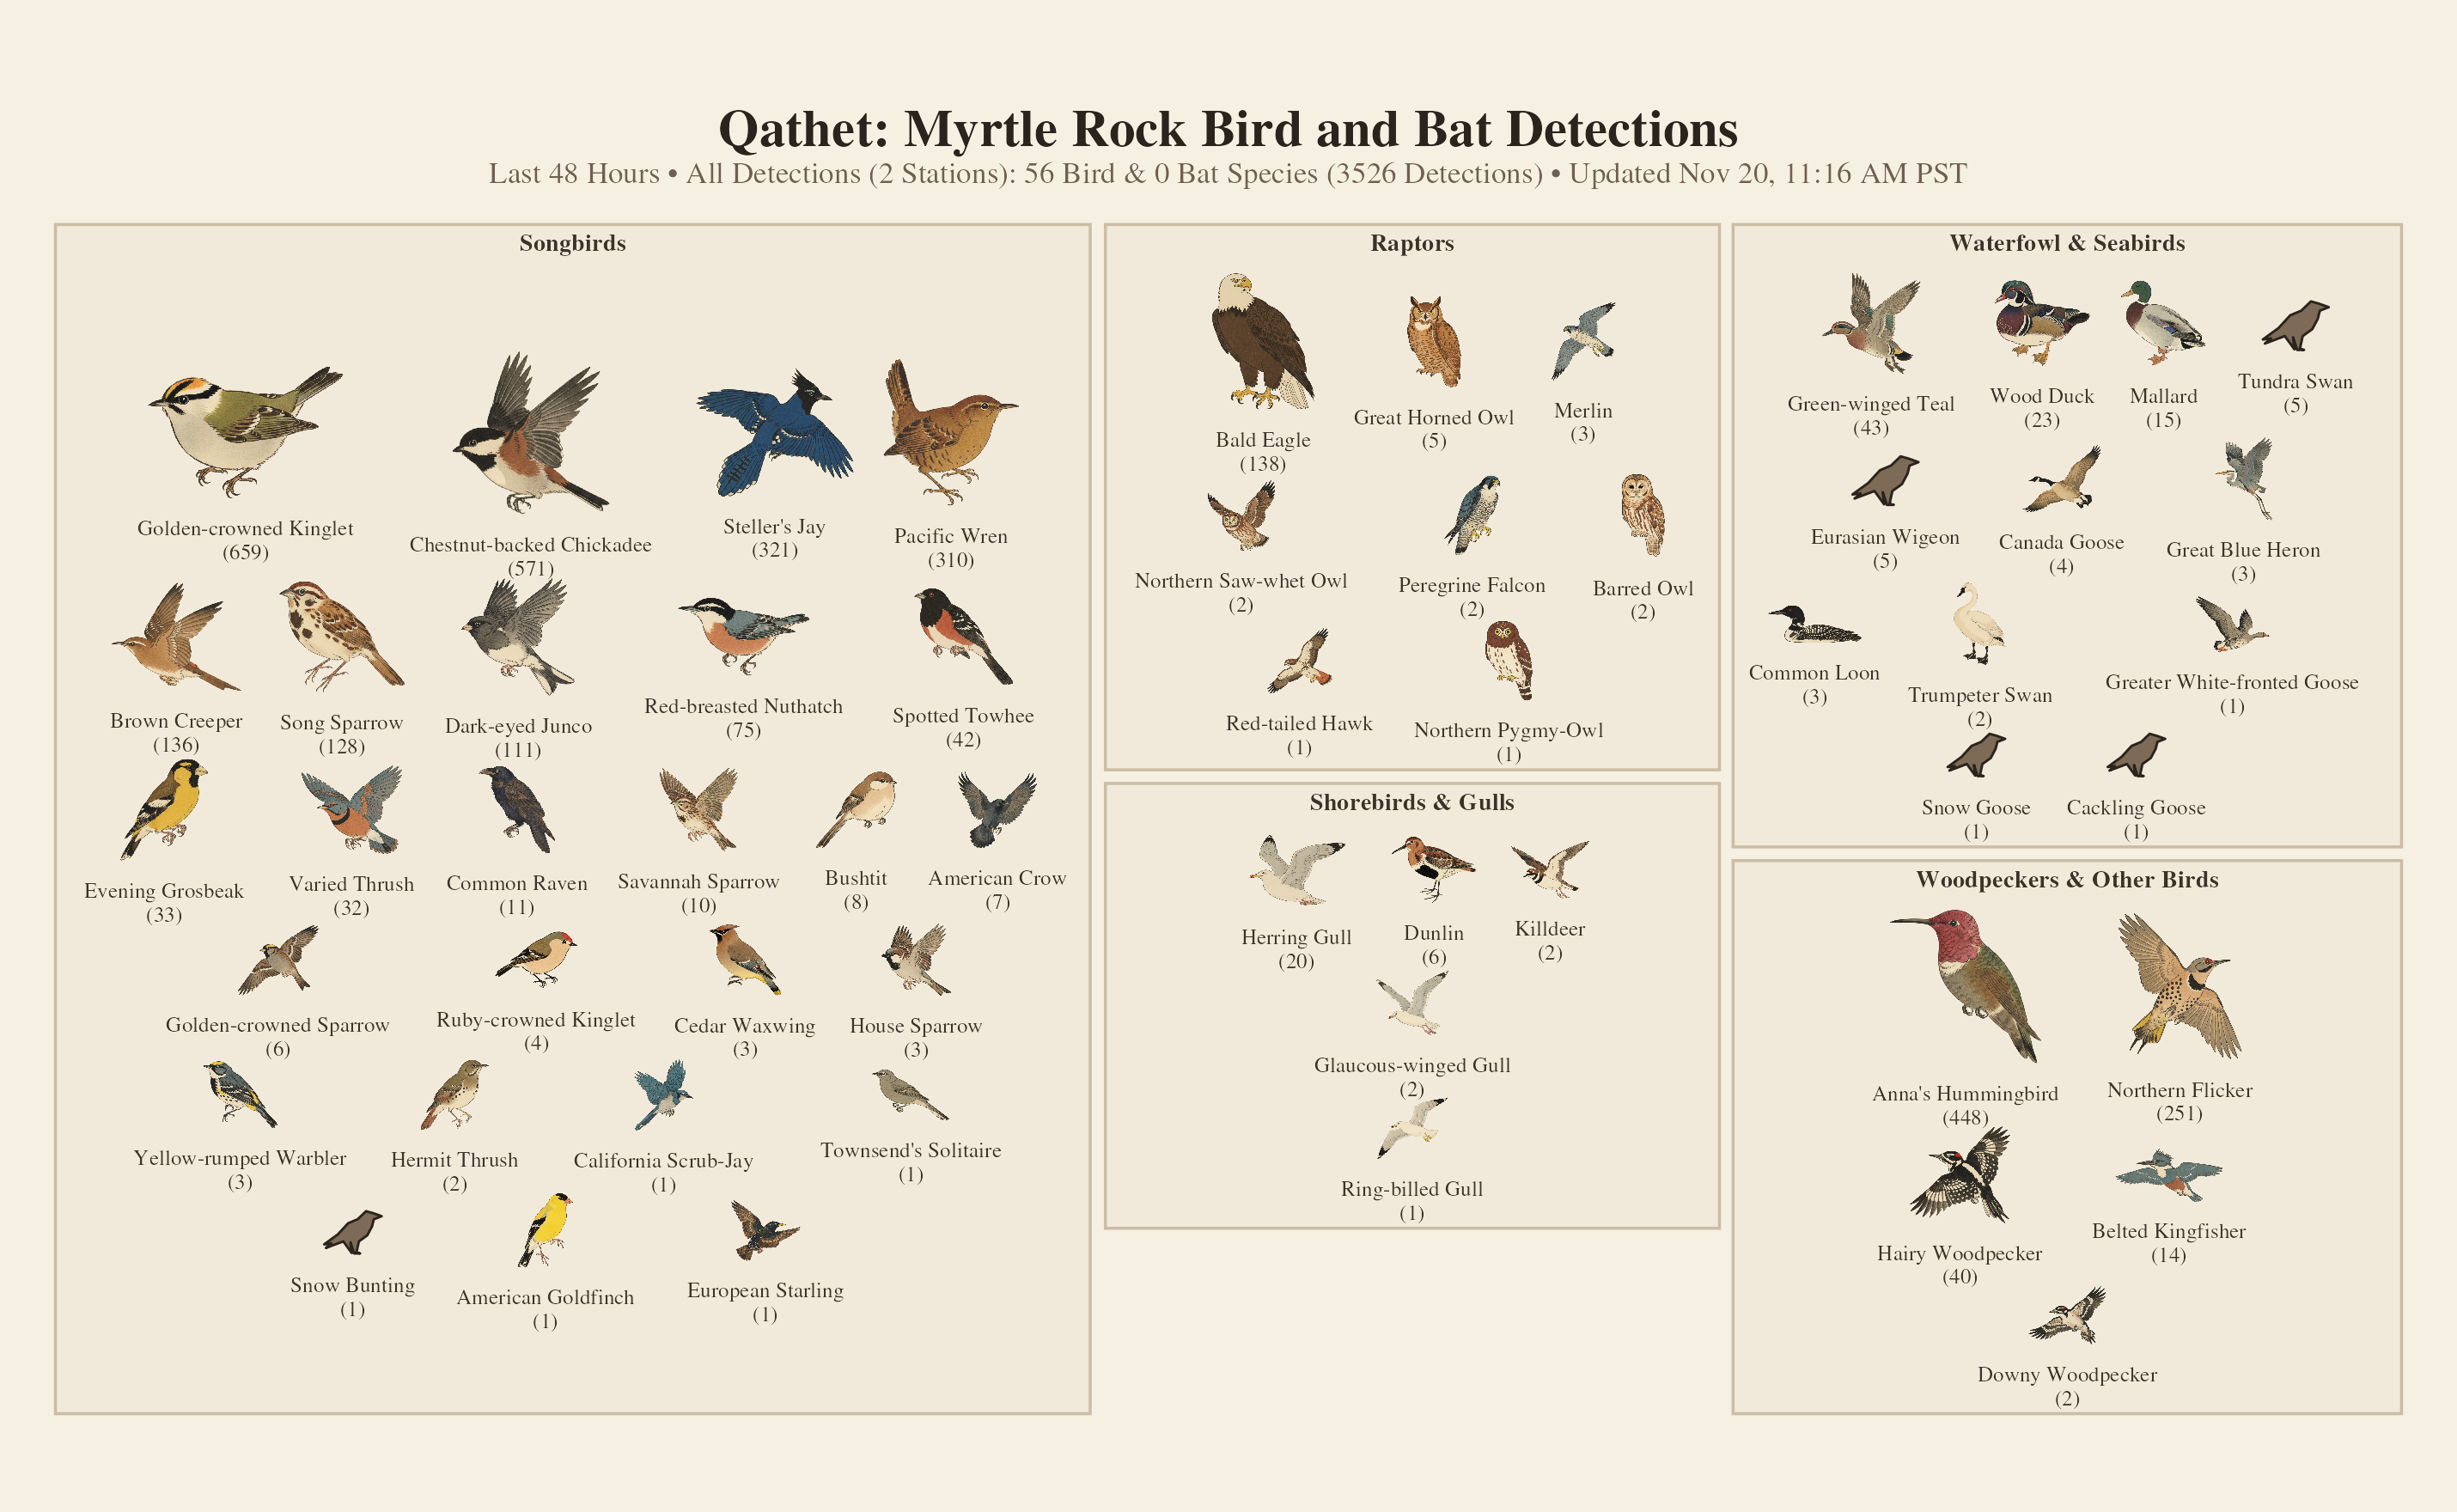 Qathet: Myrtle Rock Bird and Bat Detections
Last 48 Hours • All Detections (2 Stations): 56 Bird & 0 Bat Species (3526 Detections) • Updated Nov 20, 11:16 AM PST
Songbirds
Golden-crowned Kinglet
(659)
Chestnut-backed Chickadee
(571)
Steller's Jay
(321)
Pacific Wren
(310)
Brown Creeper
(136)
Song Sparrow
(128)
Dark-eyed Junco
(111)
Red-breasted Nuthatch
(75)
Spotted Towhee
(42)
Evening Grosbeak
(33)
Varied Thrush
(32)
Common Raven
(11)
Savannah Sparrow
(10)
Bushtit
(8)
American Crow
(7)
Golden-crowned Sparrow
(6)
Ruby-crowned Kinglet
(4)
Cedar Waxwing
(3)
House Sparrow
(3)
Yellow-rumped Warbler
(3)
Hermit Thrush
(2)
California Scrub-Jay
(1)
Townsend's Solitaire
(1)
Snow Bunting
(1)
American Goldfinch
(1)
European Starling
(1)
Raptors
Bald Eagle
(138)
Great Horned Owl
(5)
Merlin
(3)
Northern Saw-whet Owl
(2)
Peregrine Falcon
(2)
Barred Owl
(2)
Red-tailed Hawk
(1)
Northern Pygmy-Owl
(1)
Shorebirds & Gulls
Herring Gull
(20)
Dunlin
(6)
Killdeer
(2)
Glaucous-winged Gull
(2)
Ring-billed Gull
(1)
Waterfowl & Seabirds
Green-winged Teal
(43)
Wood Duck
(23)
Mallard
(15)
Tundra Swan
(5)
Eurasian Wigeon
(5)
Canada Goose
(4)
Great Blue Heron
(3)
Common Loon
(3)
Trumpeter Swan
(2)
Greater White-fronted Goose
(1)
Snow Goose
(1)
Cackling Goose
(1)
Woodpeckers & Other Birds
Anna's Hummingbird
(448)
Northern Flicker
(251)
Hairy Woodpecker
(40)
Belted Kingfisher
(14)
Downy Woodpecker
(2)